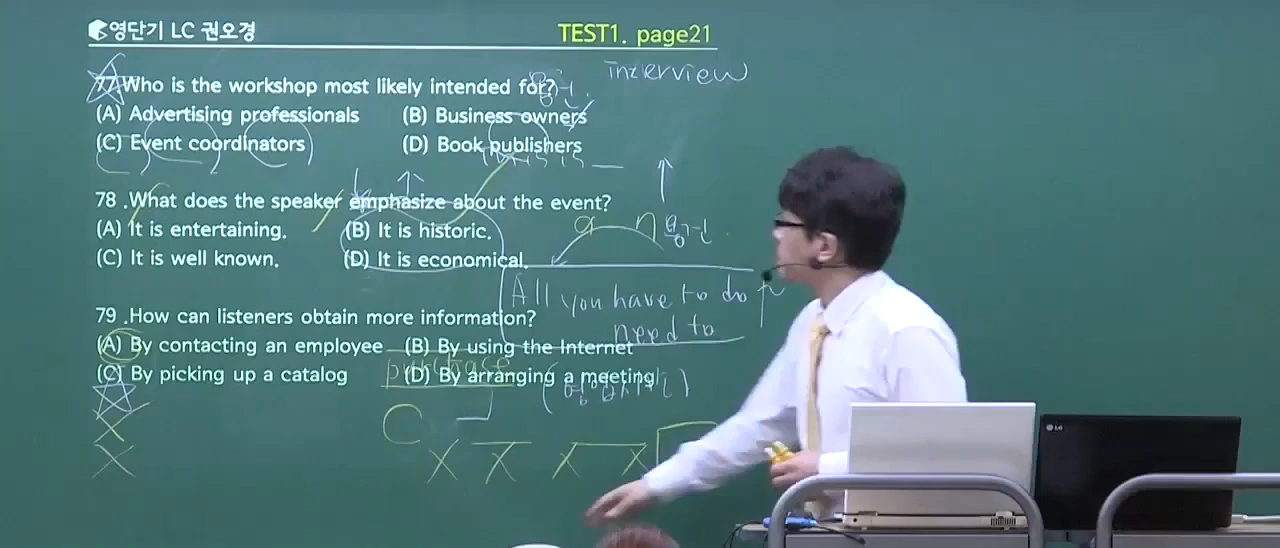 영단기 LC 권오경
TEST1. page21
77.Who is the workshop most likely intended for?
interview
(A) Advertising professionals (B) Business owners
(C) Event coordinators (D) Book publishers
78 .What does the speaker emphasize about the event?
(A) It is entertaining. (B) It is historic.
(C) It is well known. (D) It is economical.
All you have to do
need to
79 .How can listeners obtain more information?
(A) By contacting an employee (B) By using the Internet
(C) By picking up a catalog (D) By arranging a meeting
purchase
LG